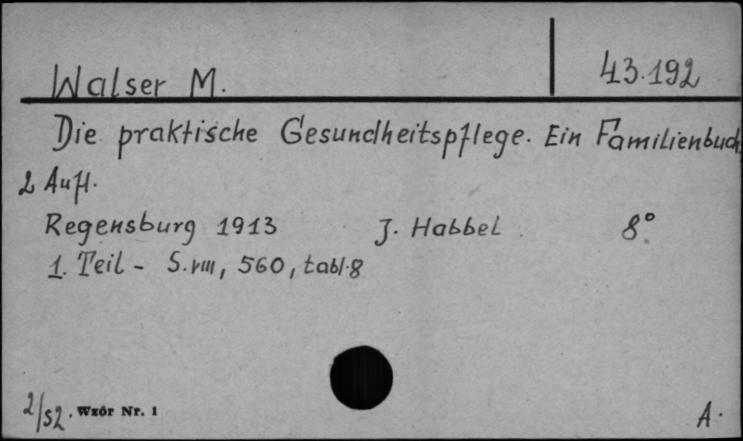 Walser M. 43.192
Die praktische Gesundheitspflege. Ein Familienbuch.
2 Aufl.
Regensburg 1913 J. Habbel 8°
1. Teil - S. VIII, 560, tabl. 8
2/52. Wzór Nr. 1 A.